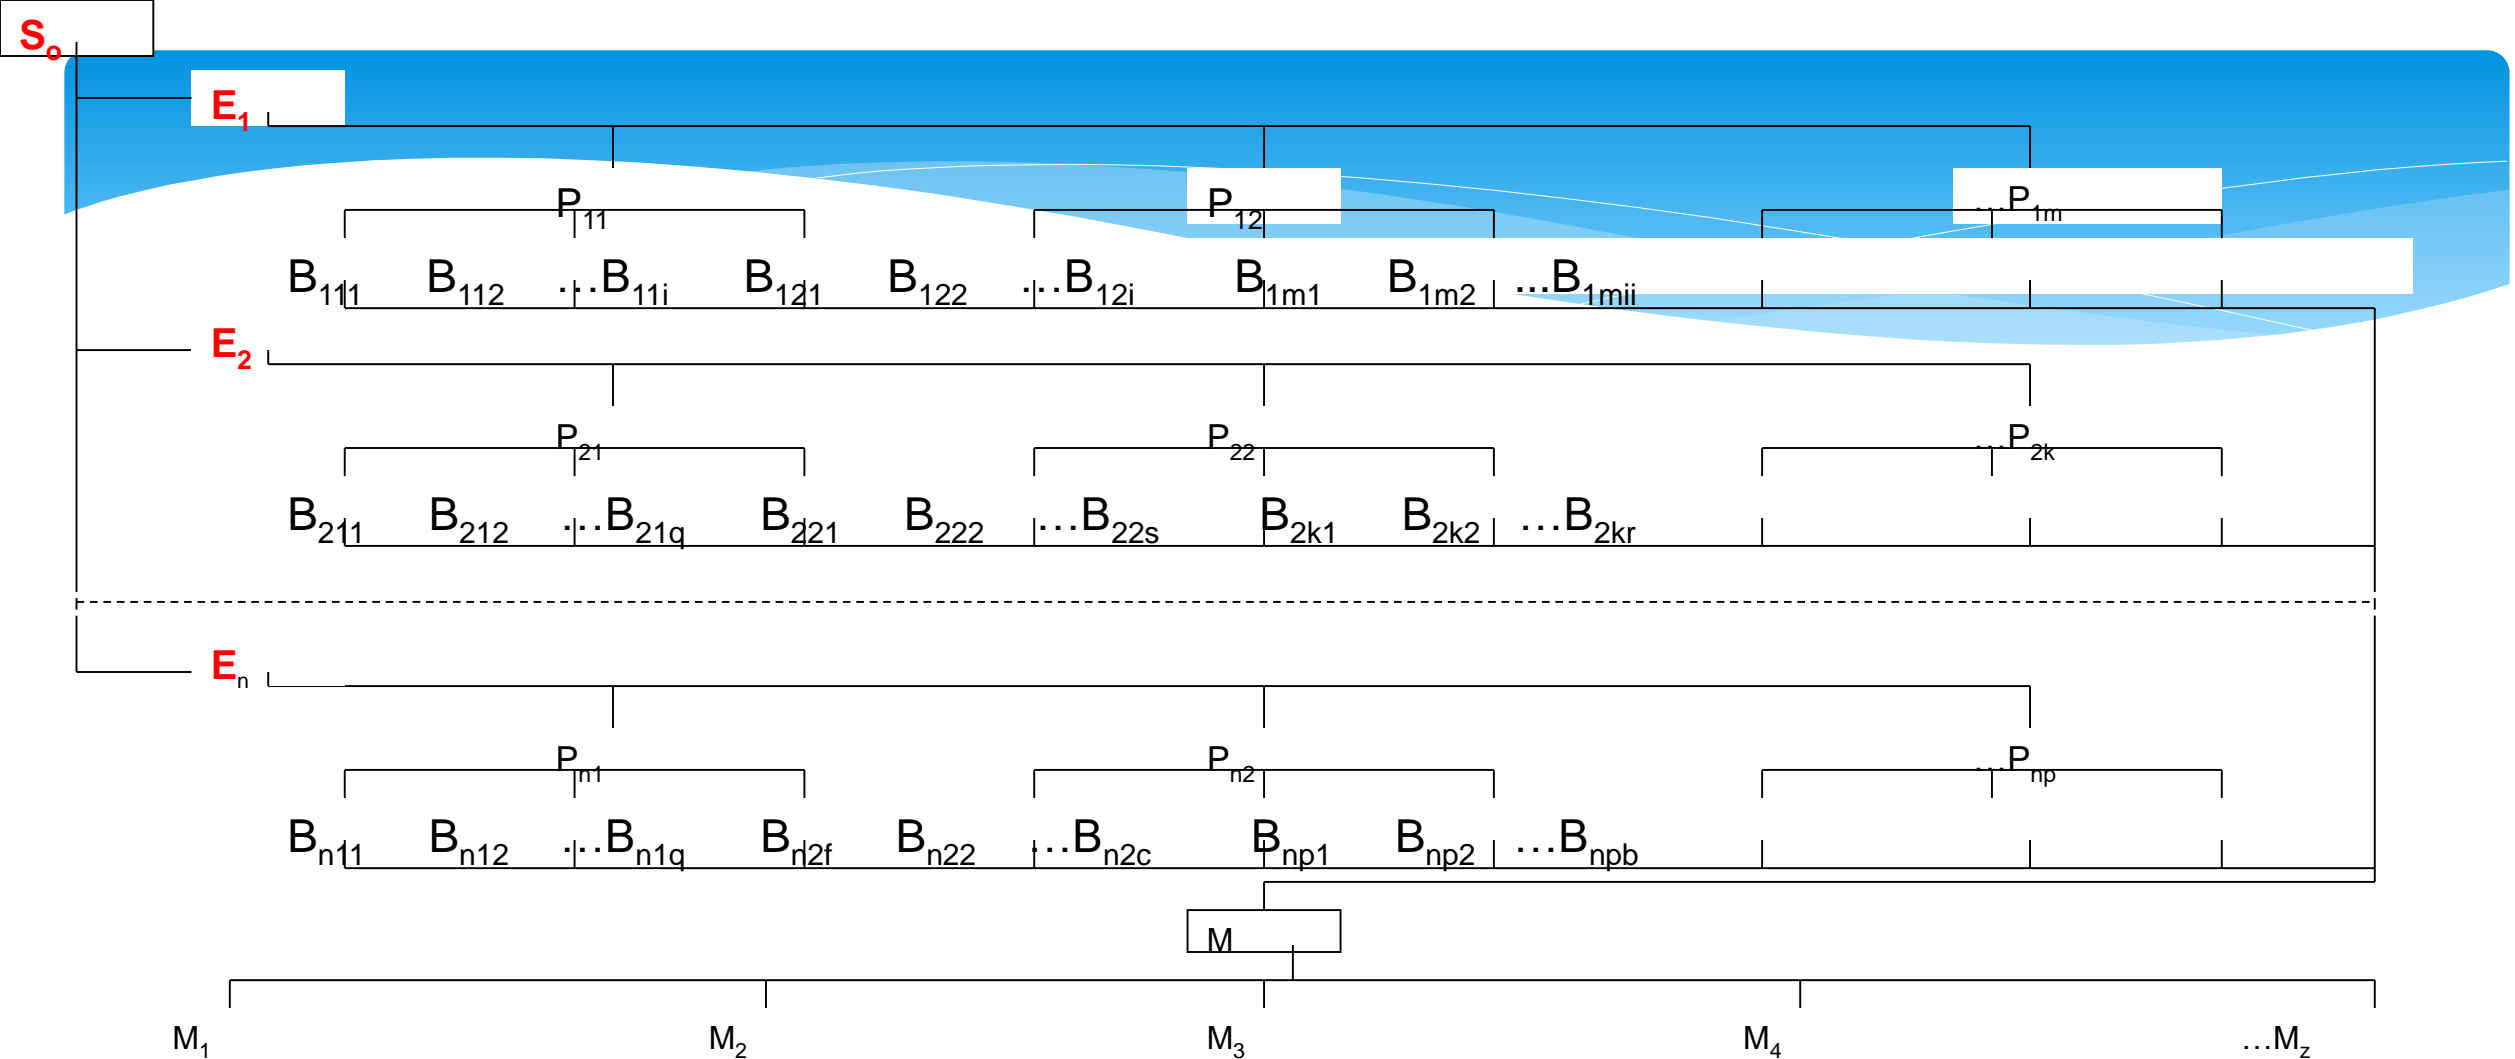 So
E1
P11 P12 …P1m
B111 B112 …B11i B121 B122 …B12i B1m1 B1m2 …B1mii
E2
P21 P22 …P2k
B211 B212 …B21q B221 B222 …B22s B2k1 B2k2 …B2kr
En
Pn1 Pn2 …Pnp
Bn11 Bn12 …Bn1q Bn2f Bn22 …Bn2c Bnp1 Bnp2 …Bnpb
M
M1 M2 M3 M4 …Mz